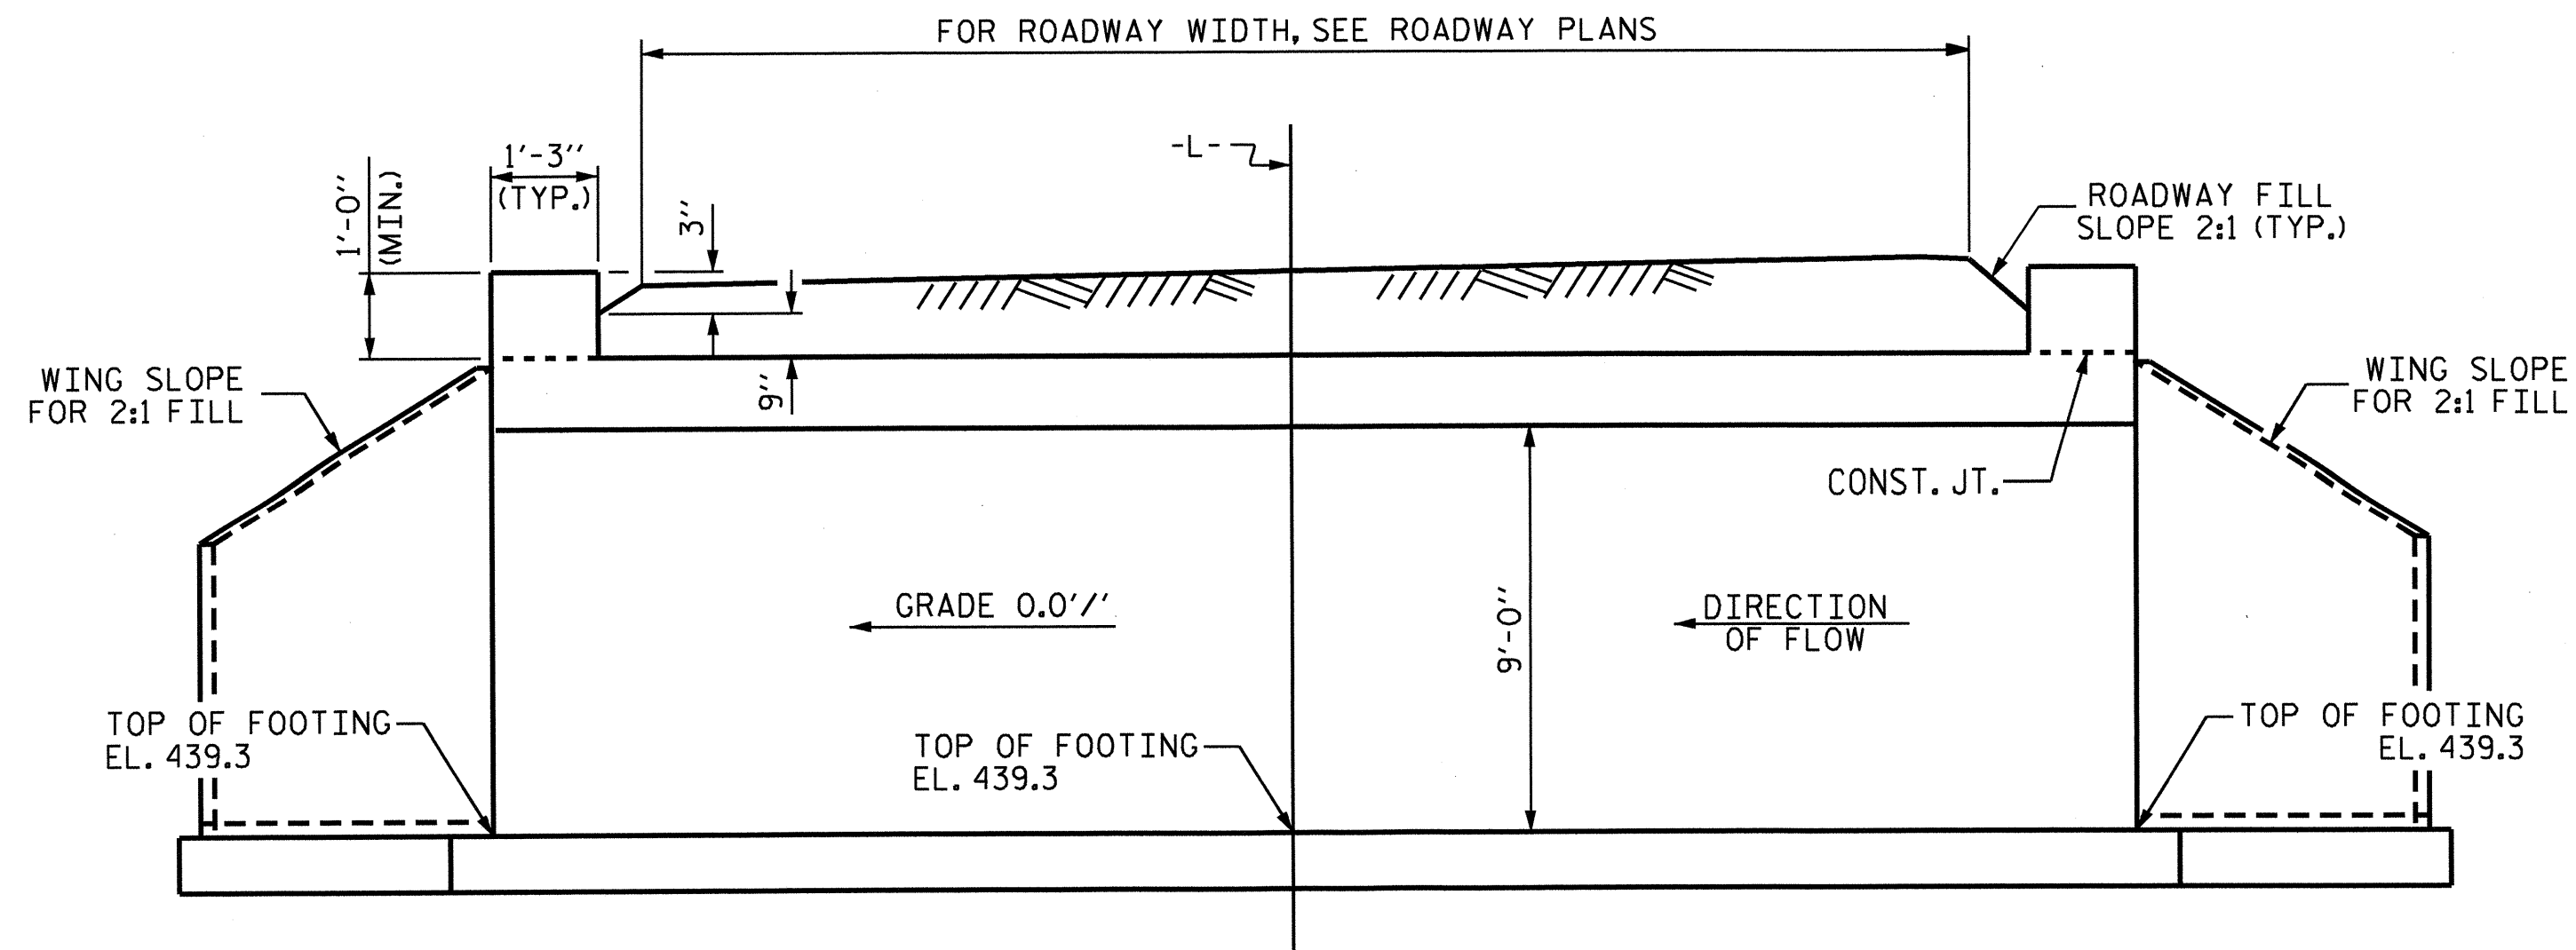 FOR ROADWAY WIDTH, SEE ROADWAY PLANS
-L-
1'-3"
(TYP.)
1'-0"
(MIN.)
3"
ROADWAY FILL
SLOPE 2:1 (TYP.)
WING SLOPE
FOR 2:1 FILL
9"
WING SLOPE
FOR 2:1 FILL
CONST. JT.
GRADE 0.0'/'
9'-0"
DIRECTION
OF FLOW
TOP OF FOOTING
EL. 439.3
TOP OF FOOTING
EL. 439.3
TOP OF FOOTING
EL. 439.3